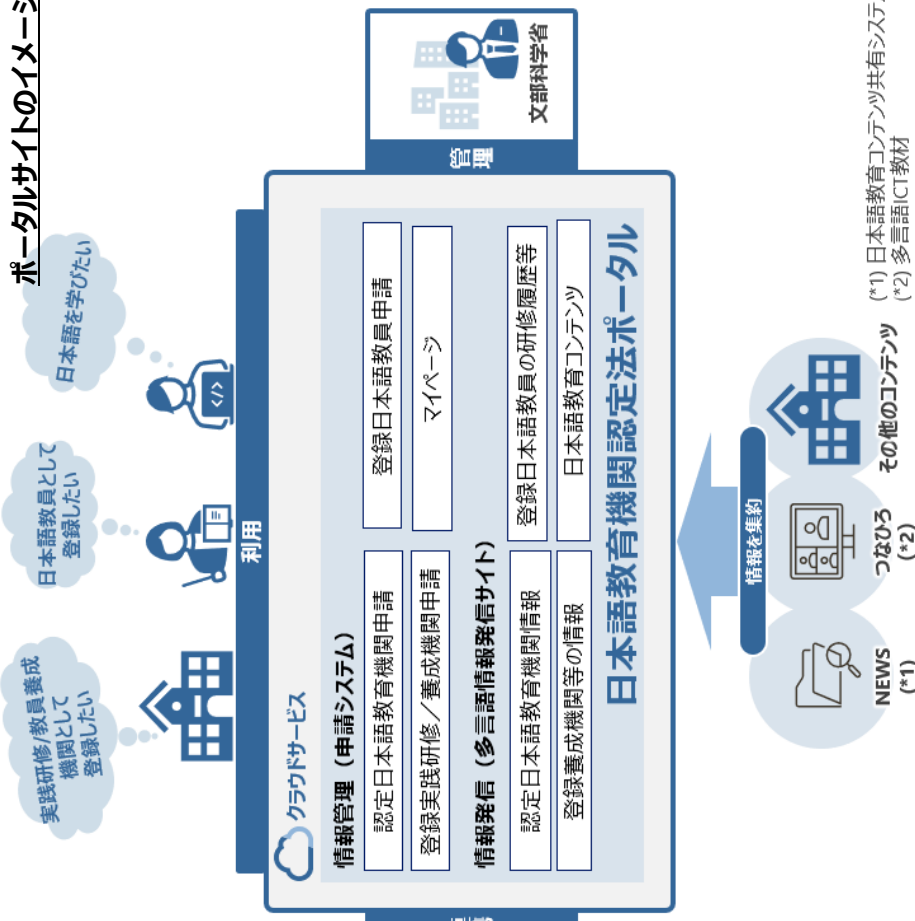 ポータルサイトのイメージ
実践研修/教員養成
機関として
登録したい
日本語教員として
登録したい
日本語を学びたい
利用
クラウドサービス
情報管理（申請システム）
認定日本語教育機関申請
登録日本語教員申請
登録実践研修／養成機関申請
マイページ
情報発信（多言語情報発信サイト）
認定日本語教育機関情報
登録日本語教員の研修履歴等
登録養成機関等の情報
日本語教育コンテンツ
日本語教育機関認定法ポータル
管理
文部科学省
情報を集約
NEWS
(*1)
つなひろ
(*2)
その他のコンテンツ
(*1) 日本語教育コンテンツ共有システ
(*2) 多言語ICT教材